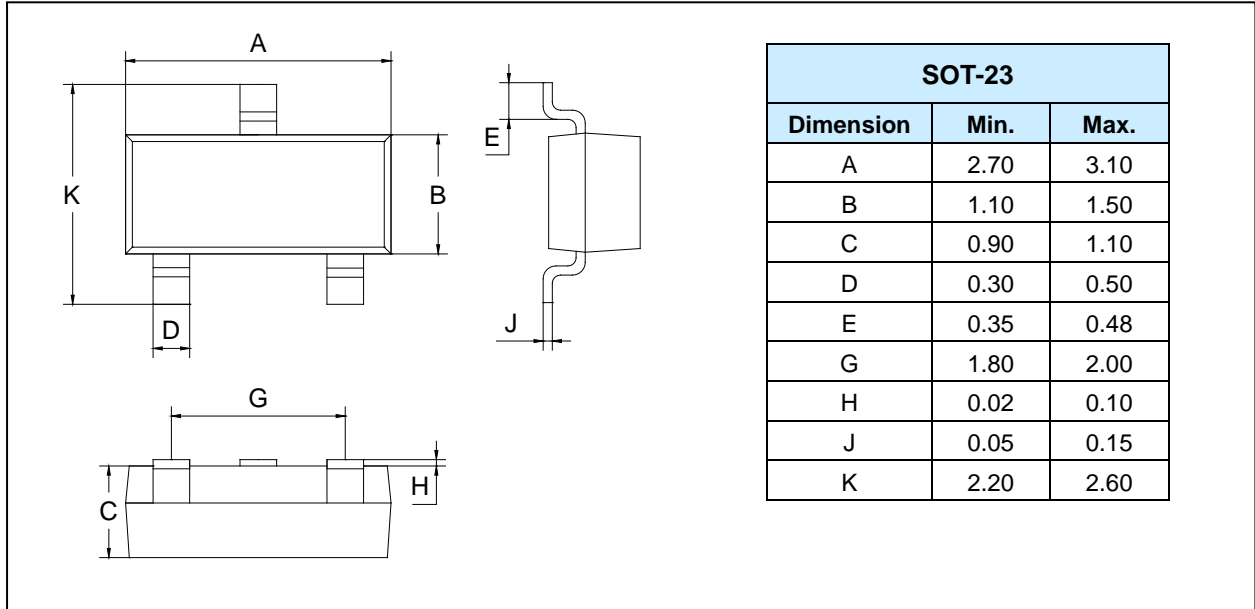 A
K
B
D
E
J
G
C
H
SOT-23
Dimension Min. Max.
A 2.70 3.10
B 1.10 1.50
C 0.90 1.10
D 0.30 0.50
E 0.35 0.48
G 1.80 2.00
H 0.02 0.10
J 0.05 0.15
K 2.20 2.60